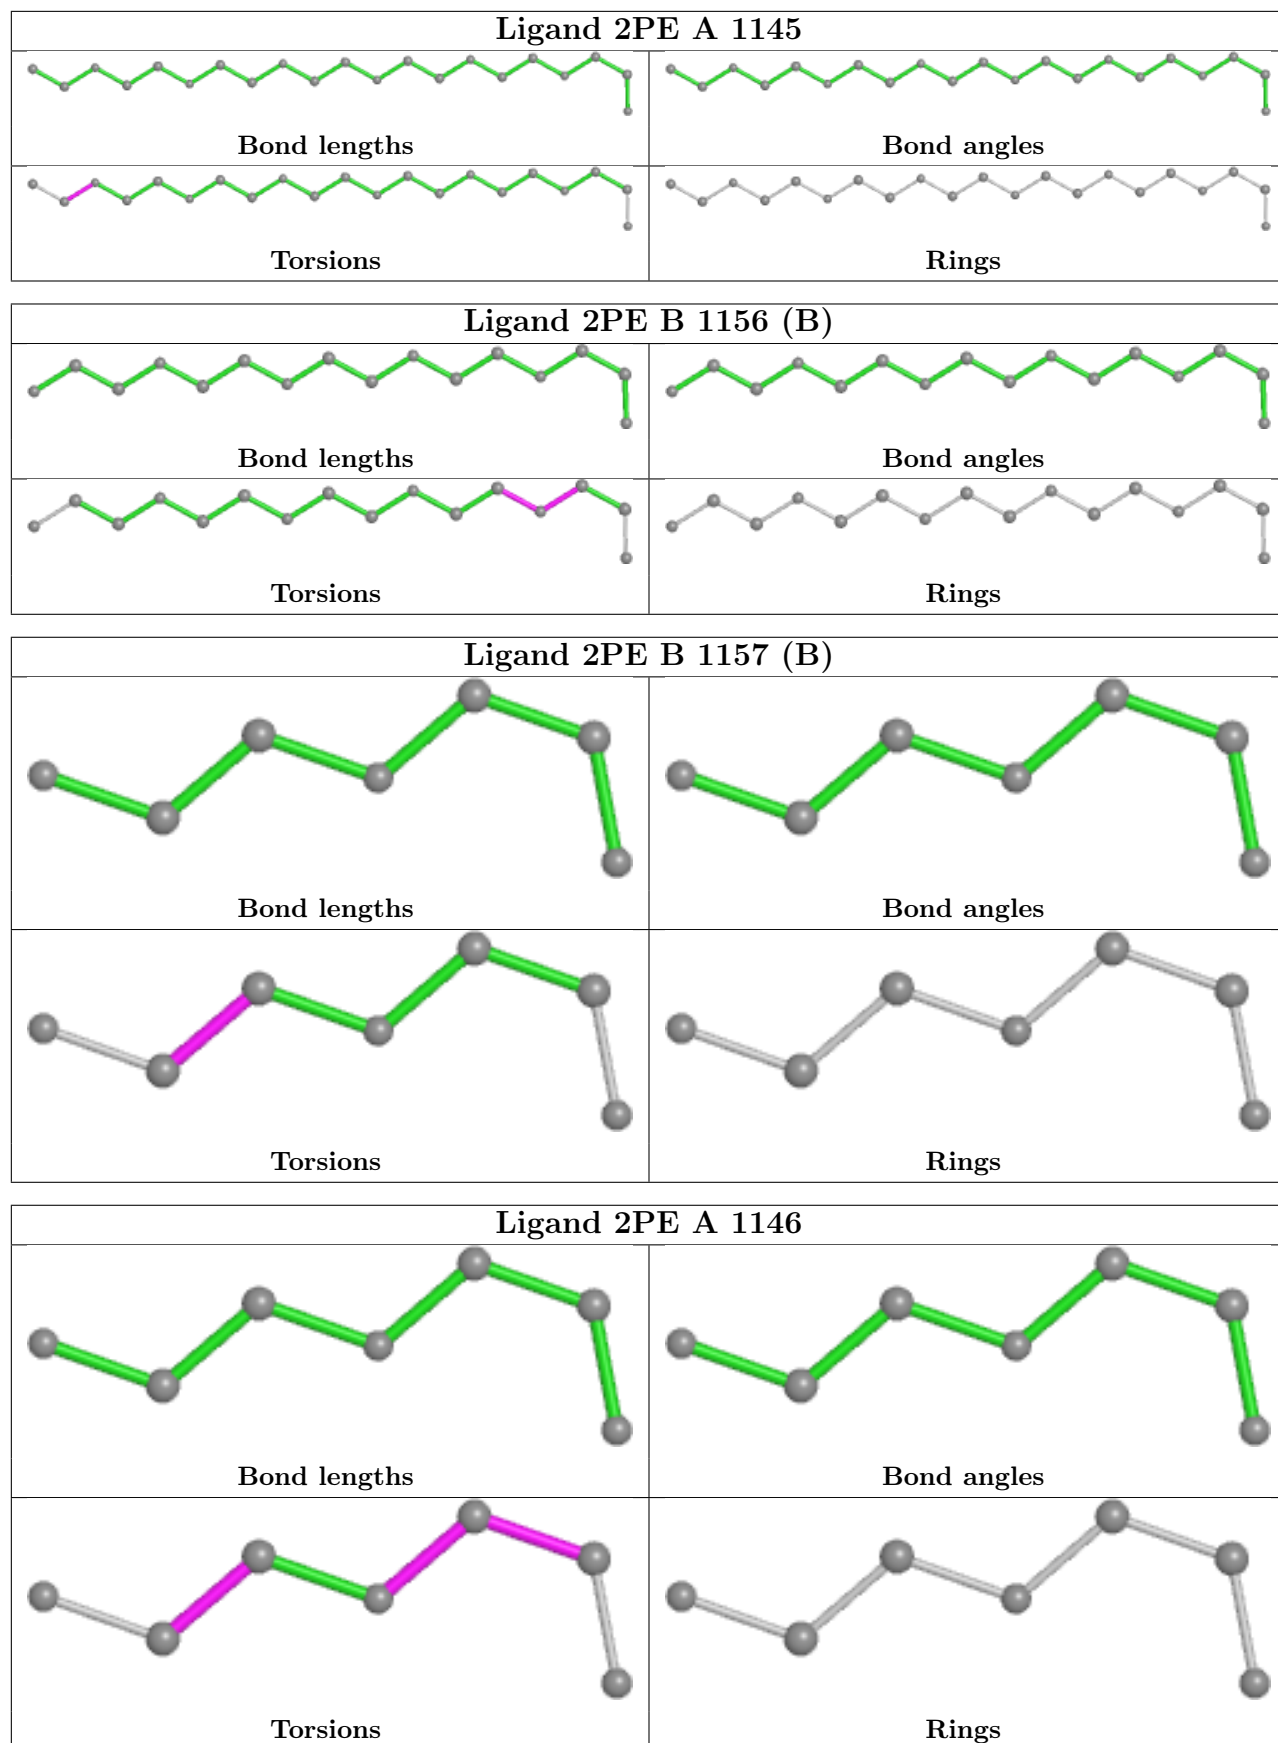 Ligand 2PE A 1145
Bond lengths
Bond angles
Torsions
Rings
Ligand 2PE B 1156 (B)
Bond lengths
Bond angles
Torsions
Rings
Ligand 2PE B 1157 (B)
Bond lengths
Bond angles
Torsions
Rings
Ligand 2PE A 1146
Bond lengths
Bond angles
Torsions
Rings